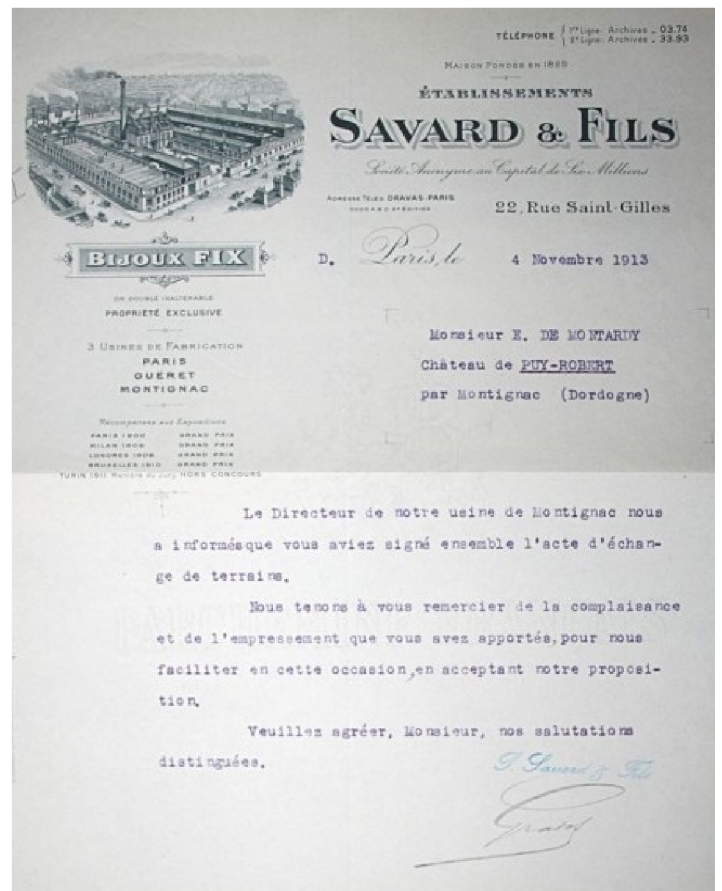 TÉLÉPHONE 1re Ligne: Archives. 03.74
2e Ligne: Archives. 33.93
MAISON FONDÉE EN 1829
ÉTABLISSEMENTS
SAVARD & FILS
Société Anonyme au Capital de Six Millions
ADRESSE TÉLÉG. DRAVAS-PARIS
22, Rue Saint-Gilles
BIJOUX FIX
OR DOUBLÉ INALTÉRABLE
PROPRIÉTÉ EXCLUSIVE
3 USINES DE FABRICATION
PARIS
GUÉRET
MONTIGNAC
Récompenses aux Expositions
PARIS 1900 GRAND PRIX
MILAN 1906 GRAND PRIX
LONDRES 1908 GRAND PRIX
BRUXELLES 1910 GRAND PRIX
TURIN 1911 Membre du Jury HORS CONCOURS
D. Paris, le 4 Novembre 1913
Monsieur E. DE MONTARDY
Château de PUY-ROBERT
par Montignac (Dordogne)
Le Directeur de notre usine de Montignac nous
a informésque vous aviez signé ensemble l'acte d'échan-
ge de terrains.
Nous tenons à vous remercier de la complaisance
et de l'empressement que vous avez apportés,pour nous
faciliter en cette occasion,en acceptant notre proposi-
tion.
Veuillez agréer, Monsieur, nos salutations
distinguées.
Savard & Fils